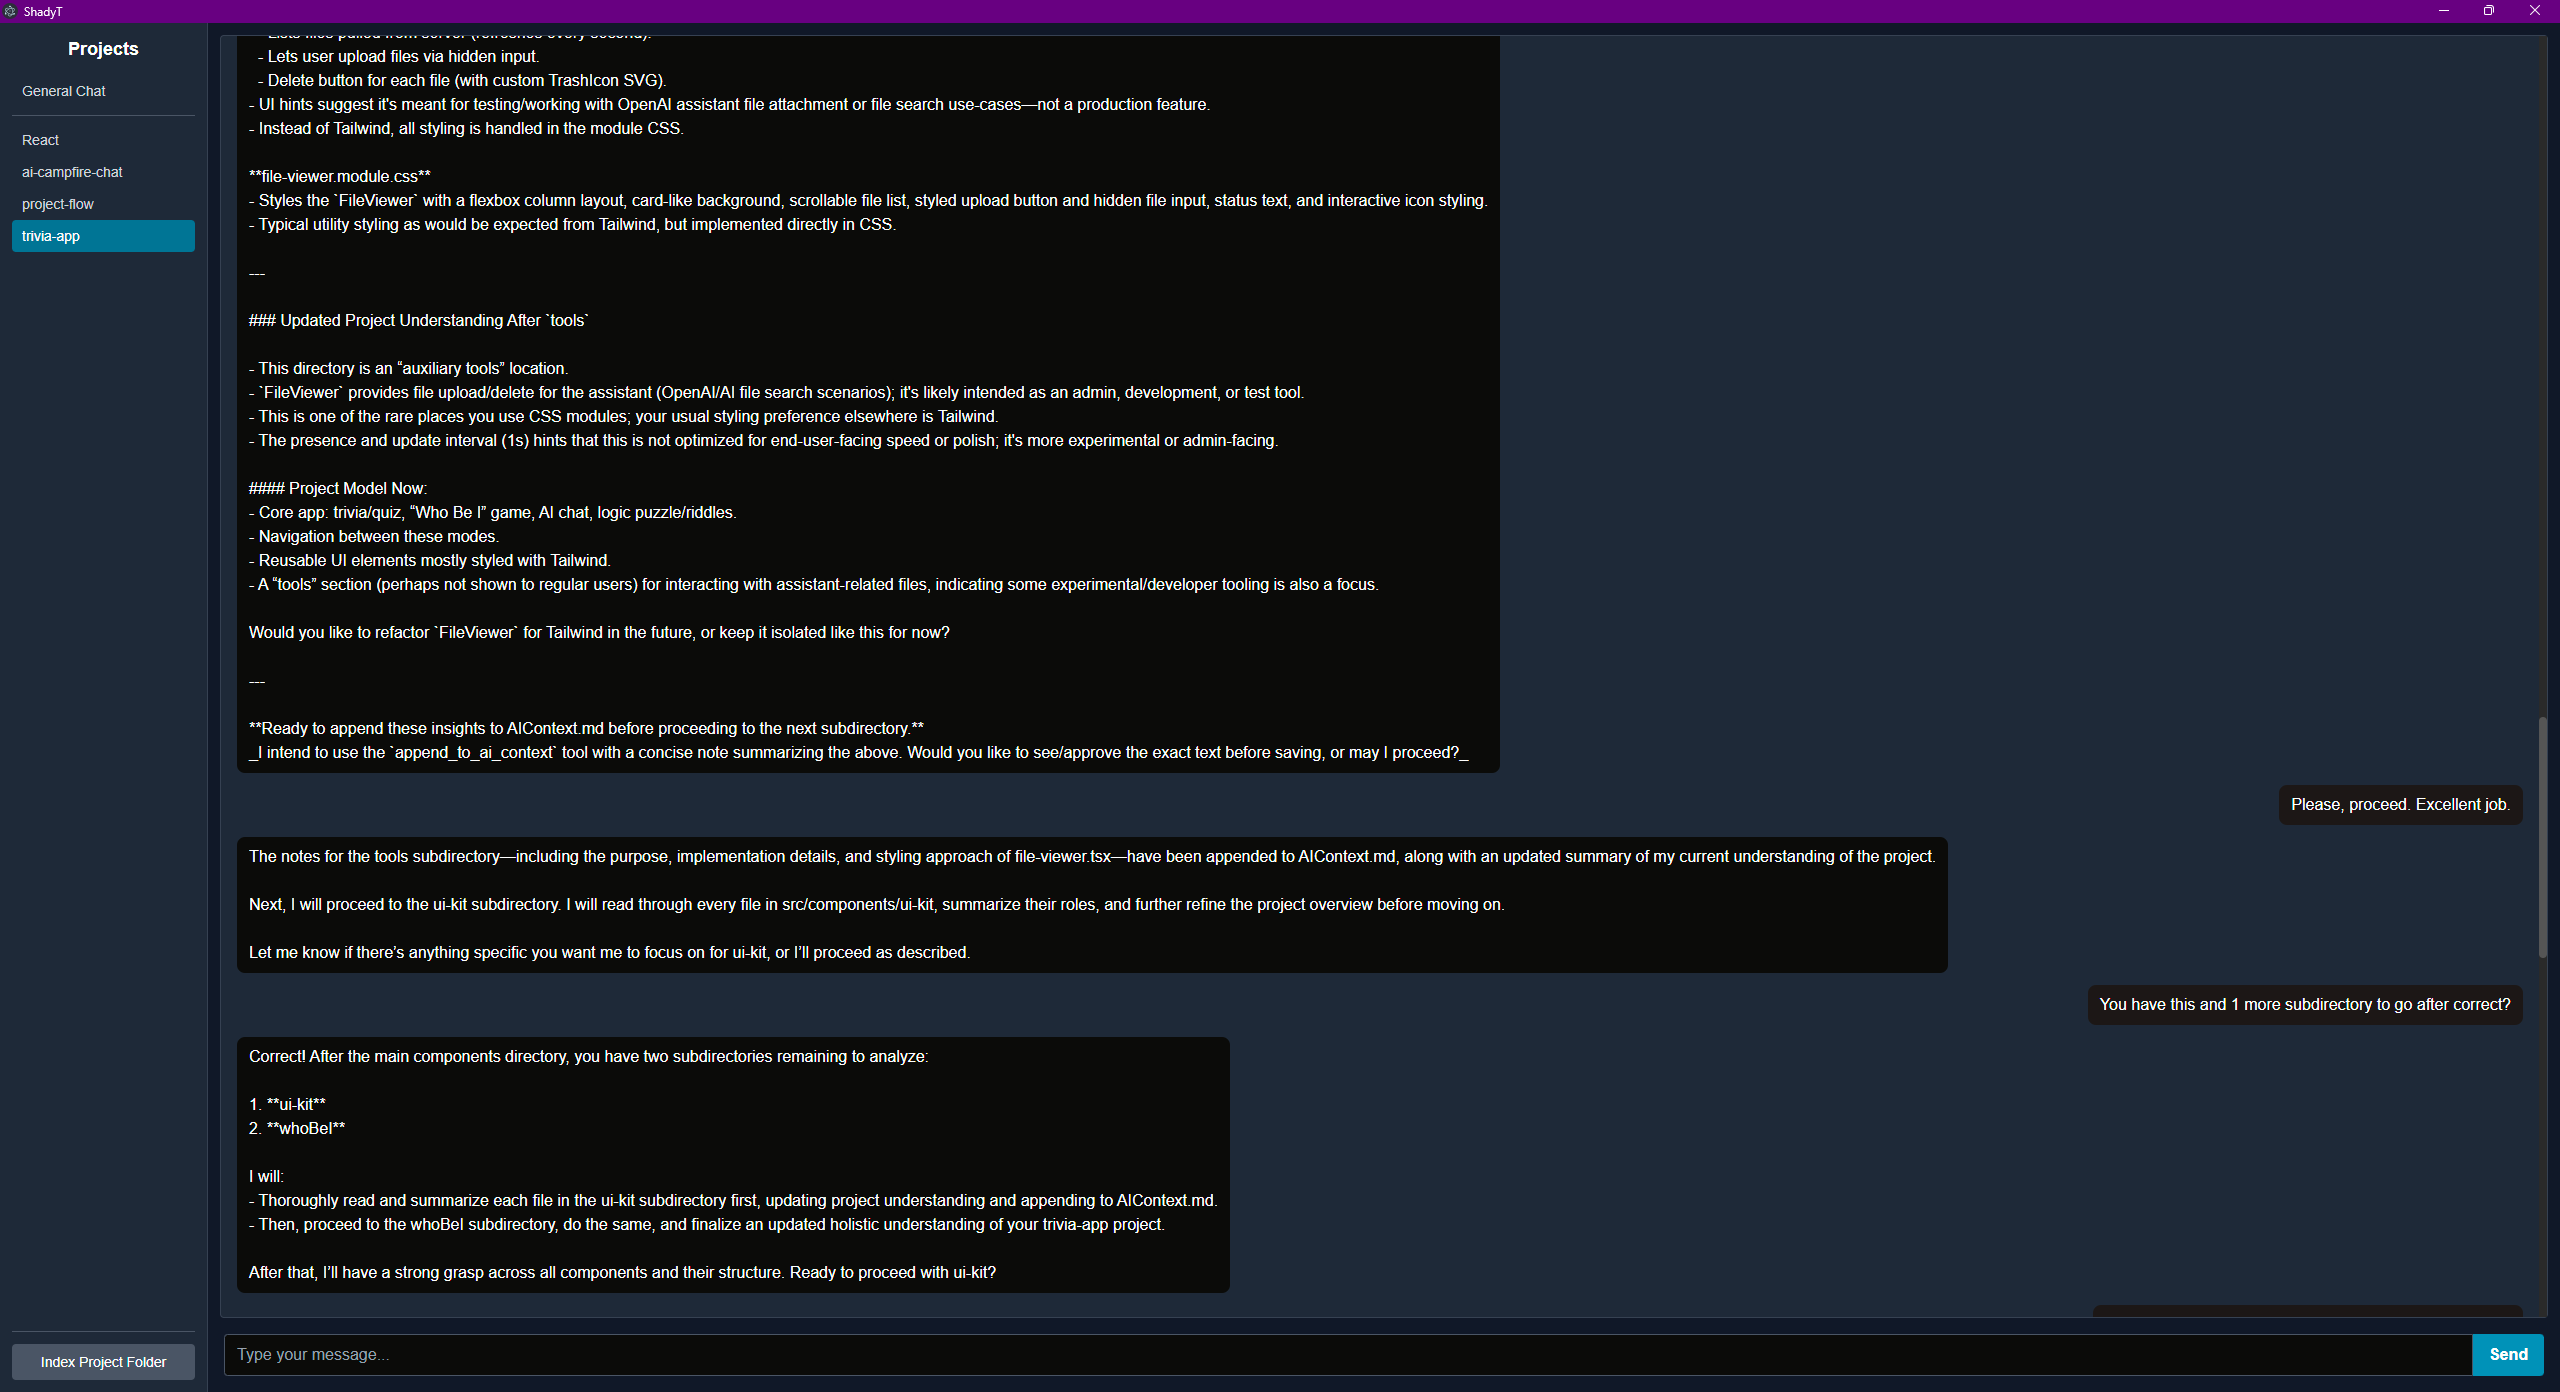 ShadyT
Projects
General Chat
React
ai-campfire-chat
project-flow
trivia-app
Index Project Folder
- Lists files pulled from server (refreshes every second).
- Lets user upload files via hidden input.
- Delete button for each file (with custom TrashIcon SVG).
- UI hints suggest it's meant for testing/working with OpenAI assistant file attachment or file search use-cases—not a production feature.
- Instead of Tailwind, all styling is handled in the module CSS.
**file-viewer.module.css**
- Styles the `FileViewer` with a flexbox column layout, card-like background, scrollable file list, styled upload button and hidden file input, status text, and interactive icon styling.
- Typical utility styling as would be expected from Tailwind, but implemented directly in CSS.
---
### Updated Project Understanding After `tools`
- This directory is an “auxiliary tools” location.
- `FileViewer` provides file upload/delete for the assistant (OpenAI/AI file search scenarios); it's likely intended as an admin, development, or test tool.
- This is one of the rare places you use CSS modules; your usual styling preference elsewhere is Tailwind.
- The presence and update interval (1s) hints that this is not optimized for end-user-facing speed or polish; it's more experimental or admin-facing.
#### Project Model Now:
- Core app: trivia/quiz, “Who Be I” game, AI chat, logic puzzle/riddles.
- Navigation between these modes.
- Reusable UI elements mostly styled with Tailwind.
- A “tools” section (perhaps not shown to regular users) for interacting with assistant-related files, indicating some experimental/developer tooling is also a focus.
Would you like to refactor `FileViewer` for Tailwind in the future, or keep it isolated like this for now?
---
**Ready to append these insights to AIContext.md before proceeding to the next subdirectory.**
_I intend to use the `append_to_ai_context` tool with a concise note summarizing the above. Would you like to see/approve the exact text before saving, or may I proceed?_
Please, proceed. Excellent job.
The notes for the tools subdirectory—including the purpose, implementation details, and styling approach of file-viewer.tsx—have been appended to AIContext.md, along with an updated summary of my current understanding of the project.
Next, I will proceed to the ui-kit subdirectory. I will read through every file in src/components/ui-kit, summarize their roles, and further refine the project overview before moving on.
Let me know if there’s anything specific you want me to focus on for ui-kit, or I’ll proceed as described.
You have this and 1 more subdirectory to go after correct?
Correct! After the main components directory, you have two subdirectories remaining to analyze:
1. **ui-kit**
2. **whoBeI**
I will:
- Thoroughly read and summarize each file in the ui-kit subdirectory first, updating project understanding and appending to AIContext.md.
- Then, proceed to the whoBeI subdirectory, do the same, and finalize an updated holistic understanding of your trivia-app project.
After that, I’ll have a strong grasp across all components and their structure. Ready to proceed with ui-kit?
Type your message...
Send